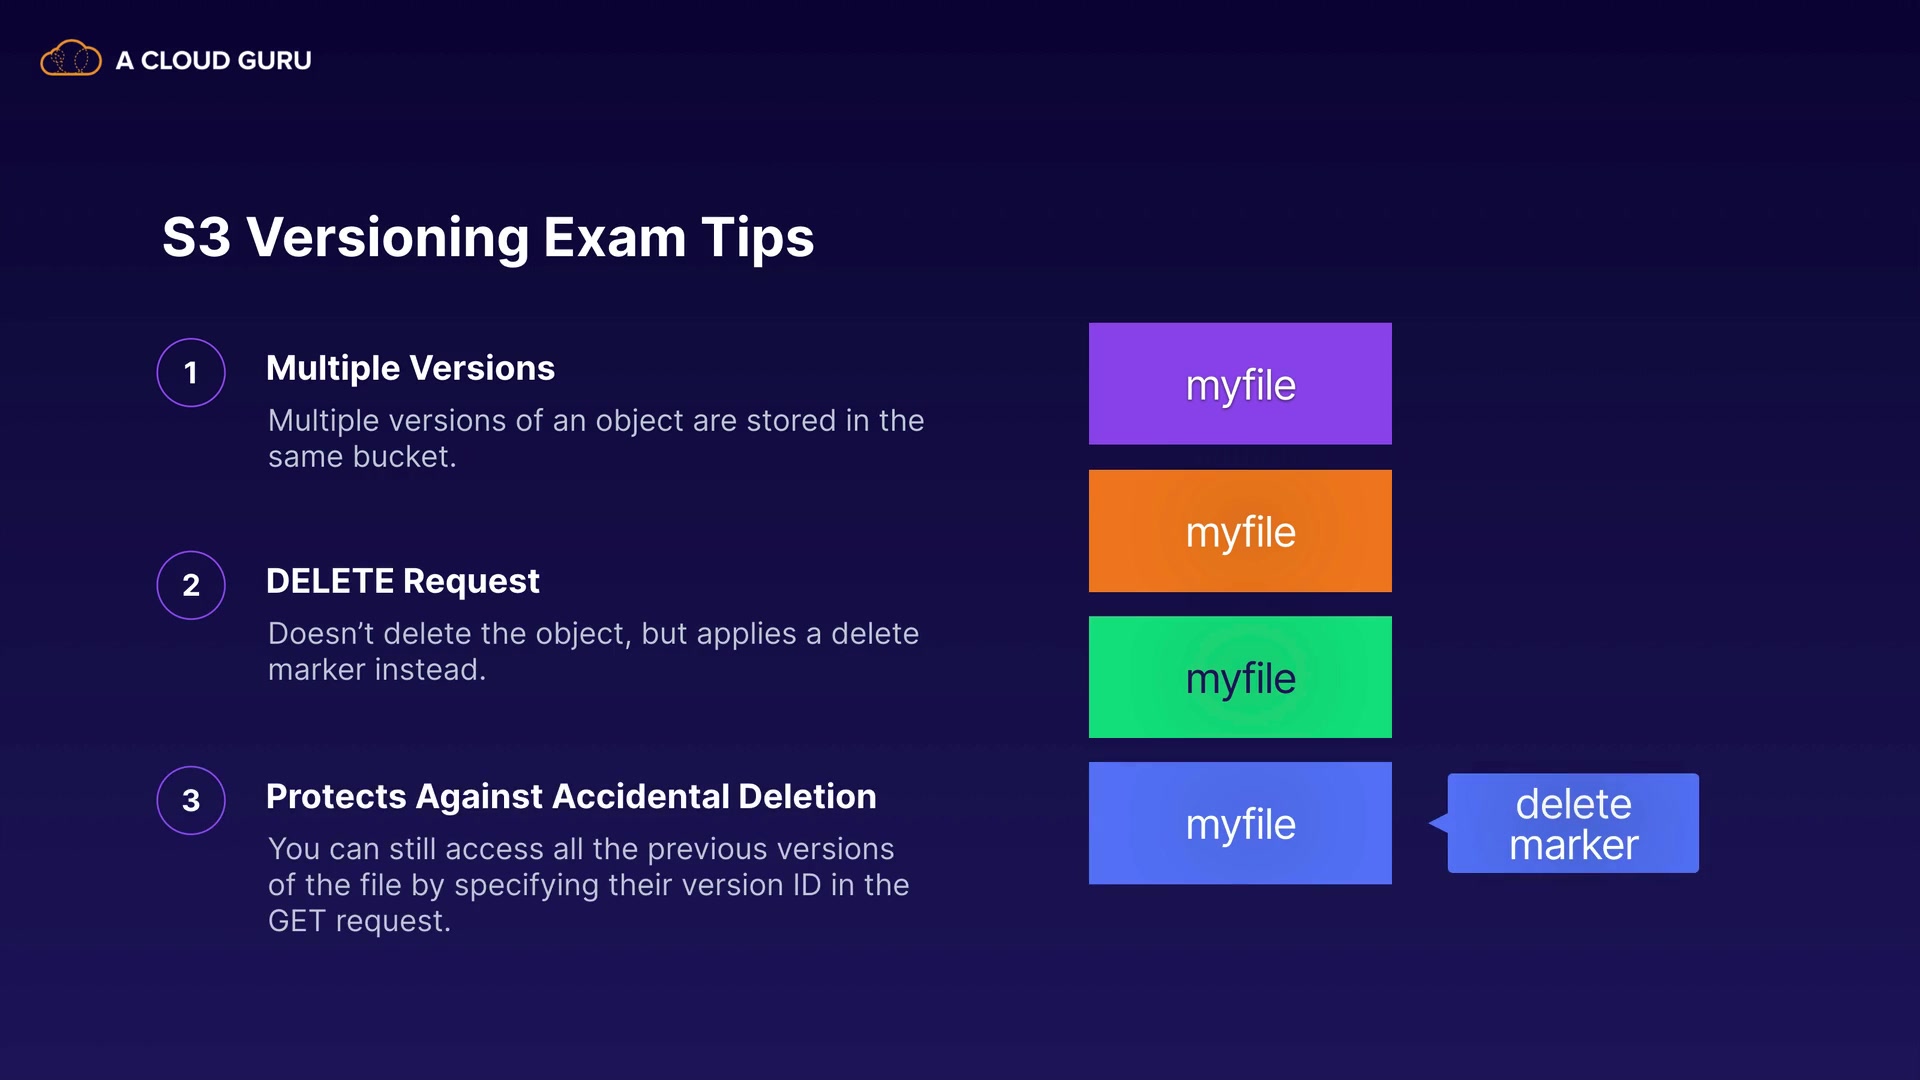 A CLOUD GURU
S3 Versioning Exam Tips
1
Multiple Versions
Multiple versions of an object are stored in the
same bucket.
2
DELETE Request
Doesn’t delete the object, but applies a delete
marker instead.
3
Protects Against Accidental Deletion
You can still access all the previous versions
of the file by specifying their version ID in the
GET request.
myfile
myfile
myfile
myfile
delete
marker